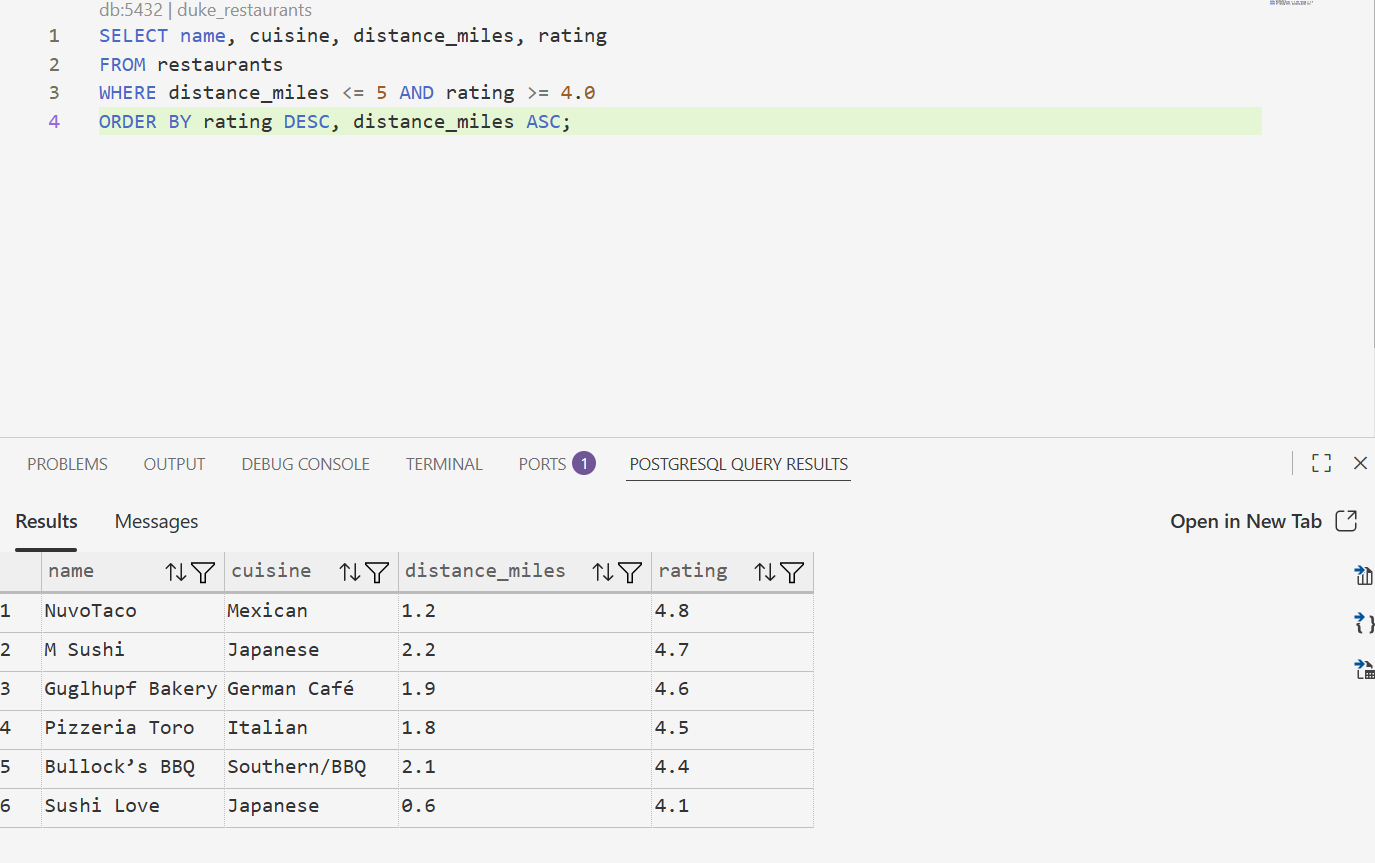 db:5432 | duke_restaurants
1 SELECT name, cuisine, distance_miles, rating
2 FROM restaurants
3 WHERE distance_miles <= 5 AND rating >= 4.0
4 ORDER BY rating DESC, distance_miles ASC;
PROBLEMS OUTPUT DEBUG CONSOLE TERMINAL PORTS 1 POSTGRESQL QUERY RESULTS
Results Messages Open in New Tab
name cuisine distance_miles rating
1 NuvoTaco Mexican 1.2 4.8
2 M Sushi Japanese 2.2 4.7
3 Guglhupf Bakery German Café 1.9 4.6
4 Pizzeria Toro Italian 1.8 4.5
5 Bullock’s BBQ Southern/BBQ 2.1 4.4
6 Sushi Love Japanese 0.6 4.1